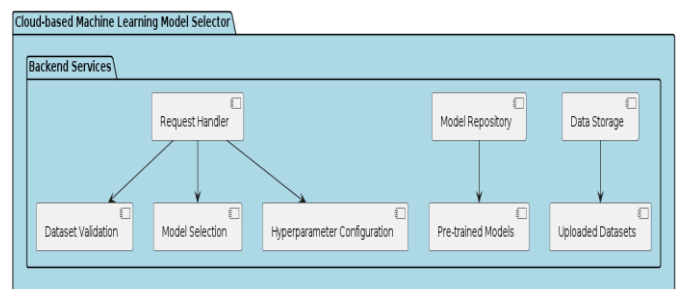 Cloud-based Machine Learning Model Selector
Backend Services
Request Handler
Model Repository
Data Storage
Dataset Validation
Model Selection
Hyperparameter Configuration
Pre-trained Models
Uploaded Datasets